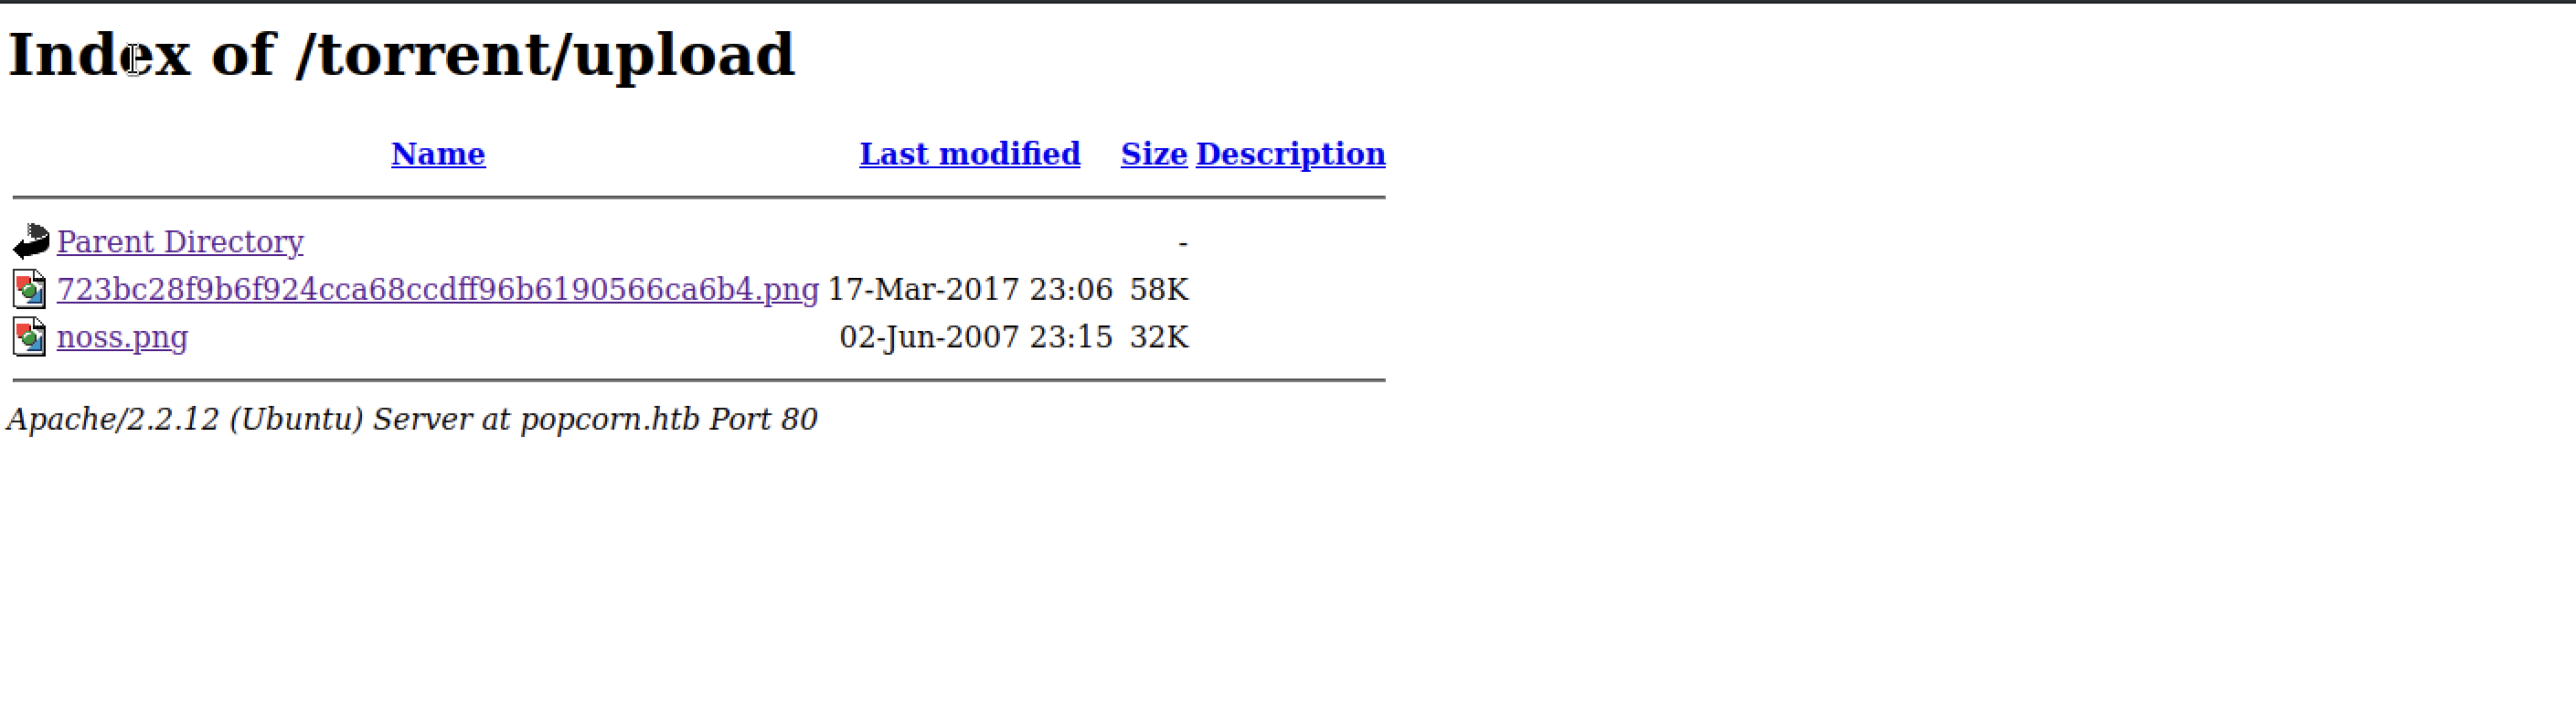 Index of /torrent/upload
Name Last modified Size Description
Parent Directory -
723bc28f9b6f924cca68ccdff96b6190566ca6b4.png 17-Mar-2017 23:06 58K
noss.png 02-Jun-2007 23:15 32K
Apache/2.2.12 (Ubuntu) Server at popcorn.htb Port 80